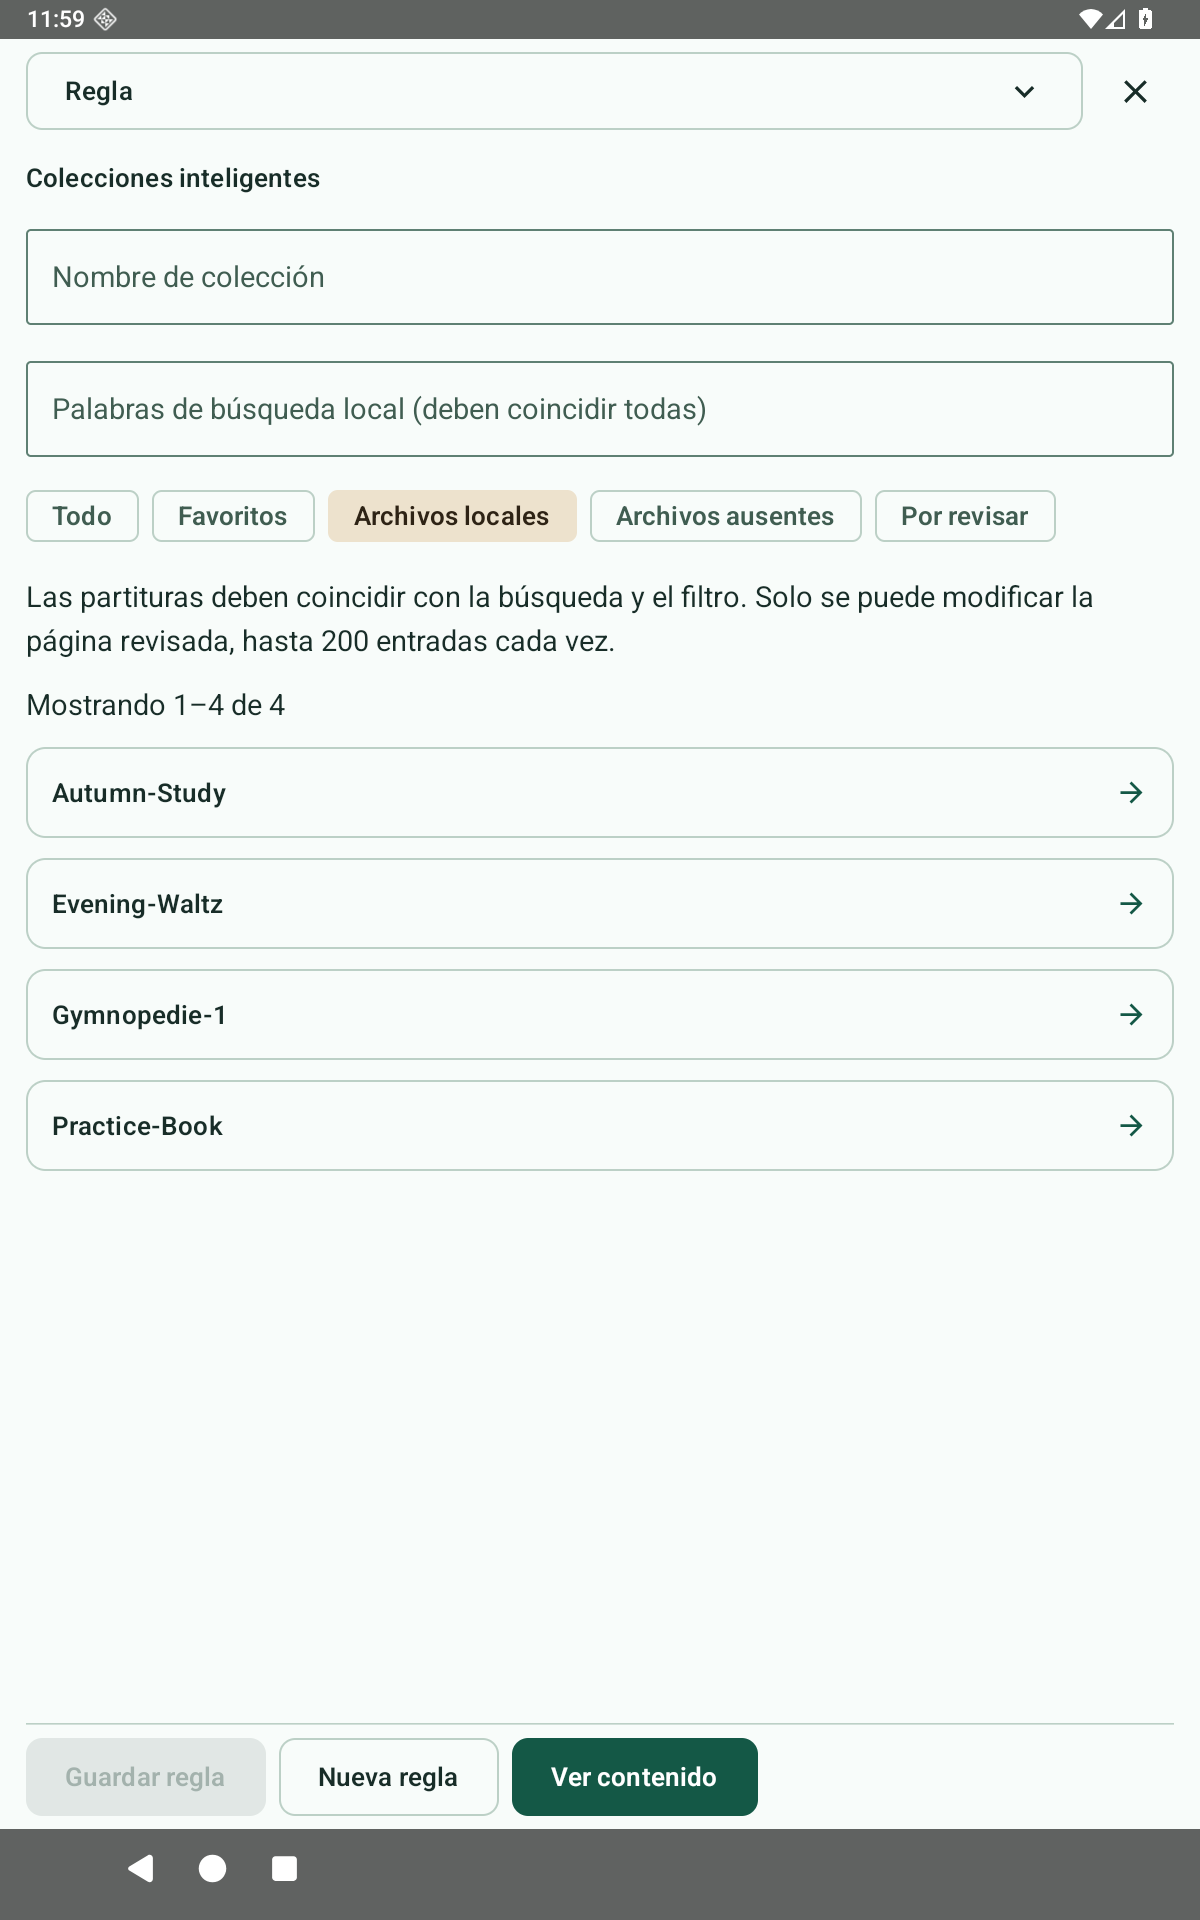 11:59
Regla
Colecciones inteligentes
Nombre de colección
Palabras de búsqueda local (deben coincidir todas)
Todo Favoritos Archivos locales Archivos ausentes Por revisar
Las partituras deben coincidir con la búsqueda y el filtro. Solo se puede modificar la
página revisada, hasta 200 entradas cada vez.
Mostrando 1–4 de 4
Autumn-Study
Evening-Waltz
Gymnopedie-1
Practice-Book
Guardar regla Nueva regla Ver contenido